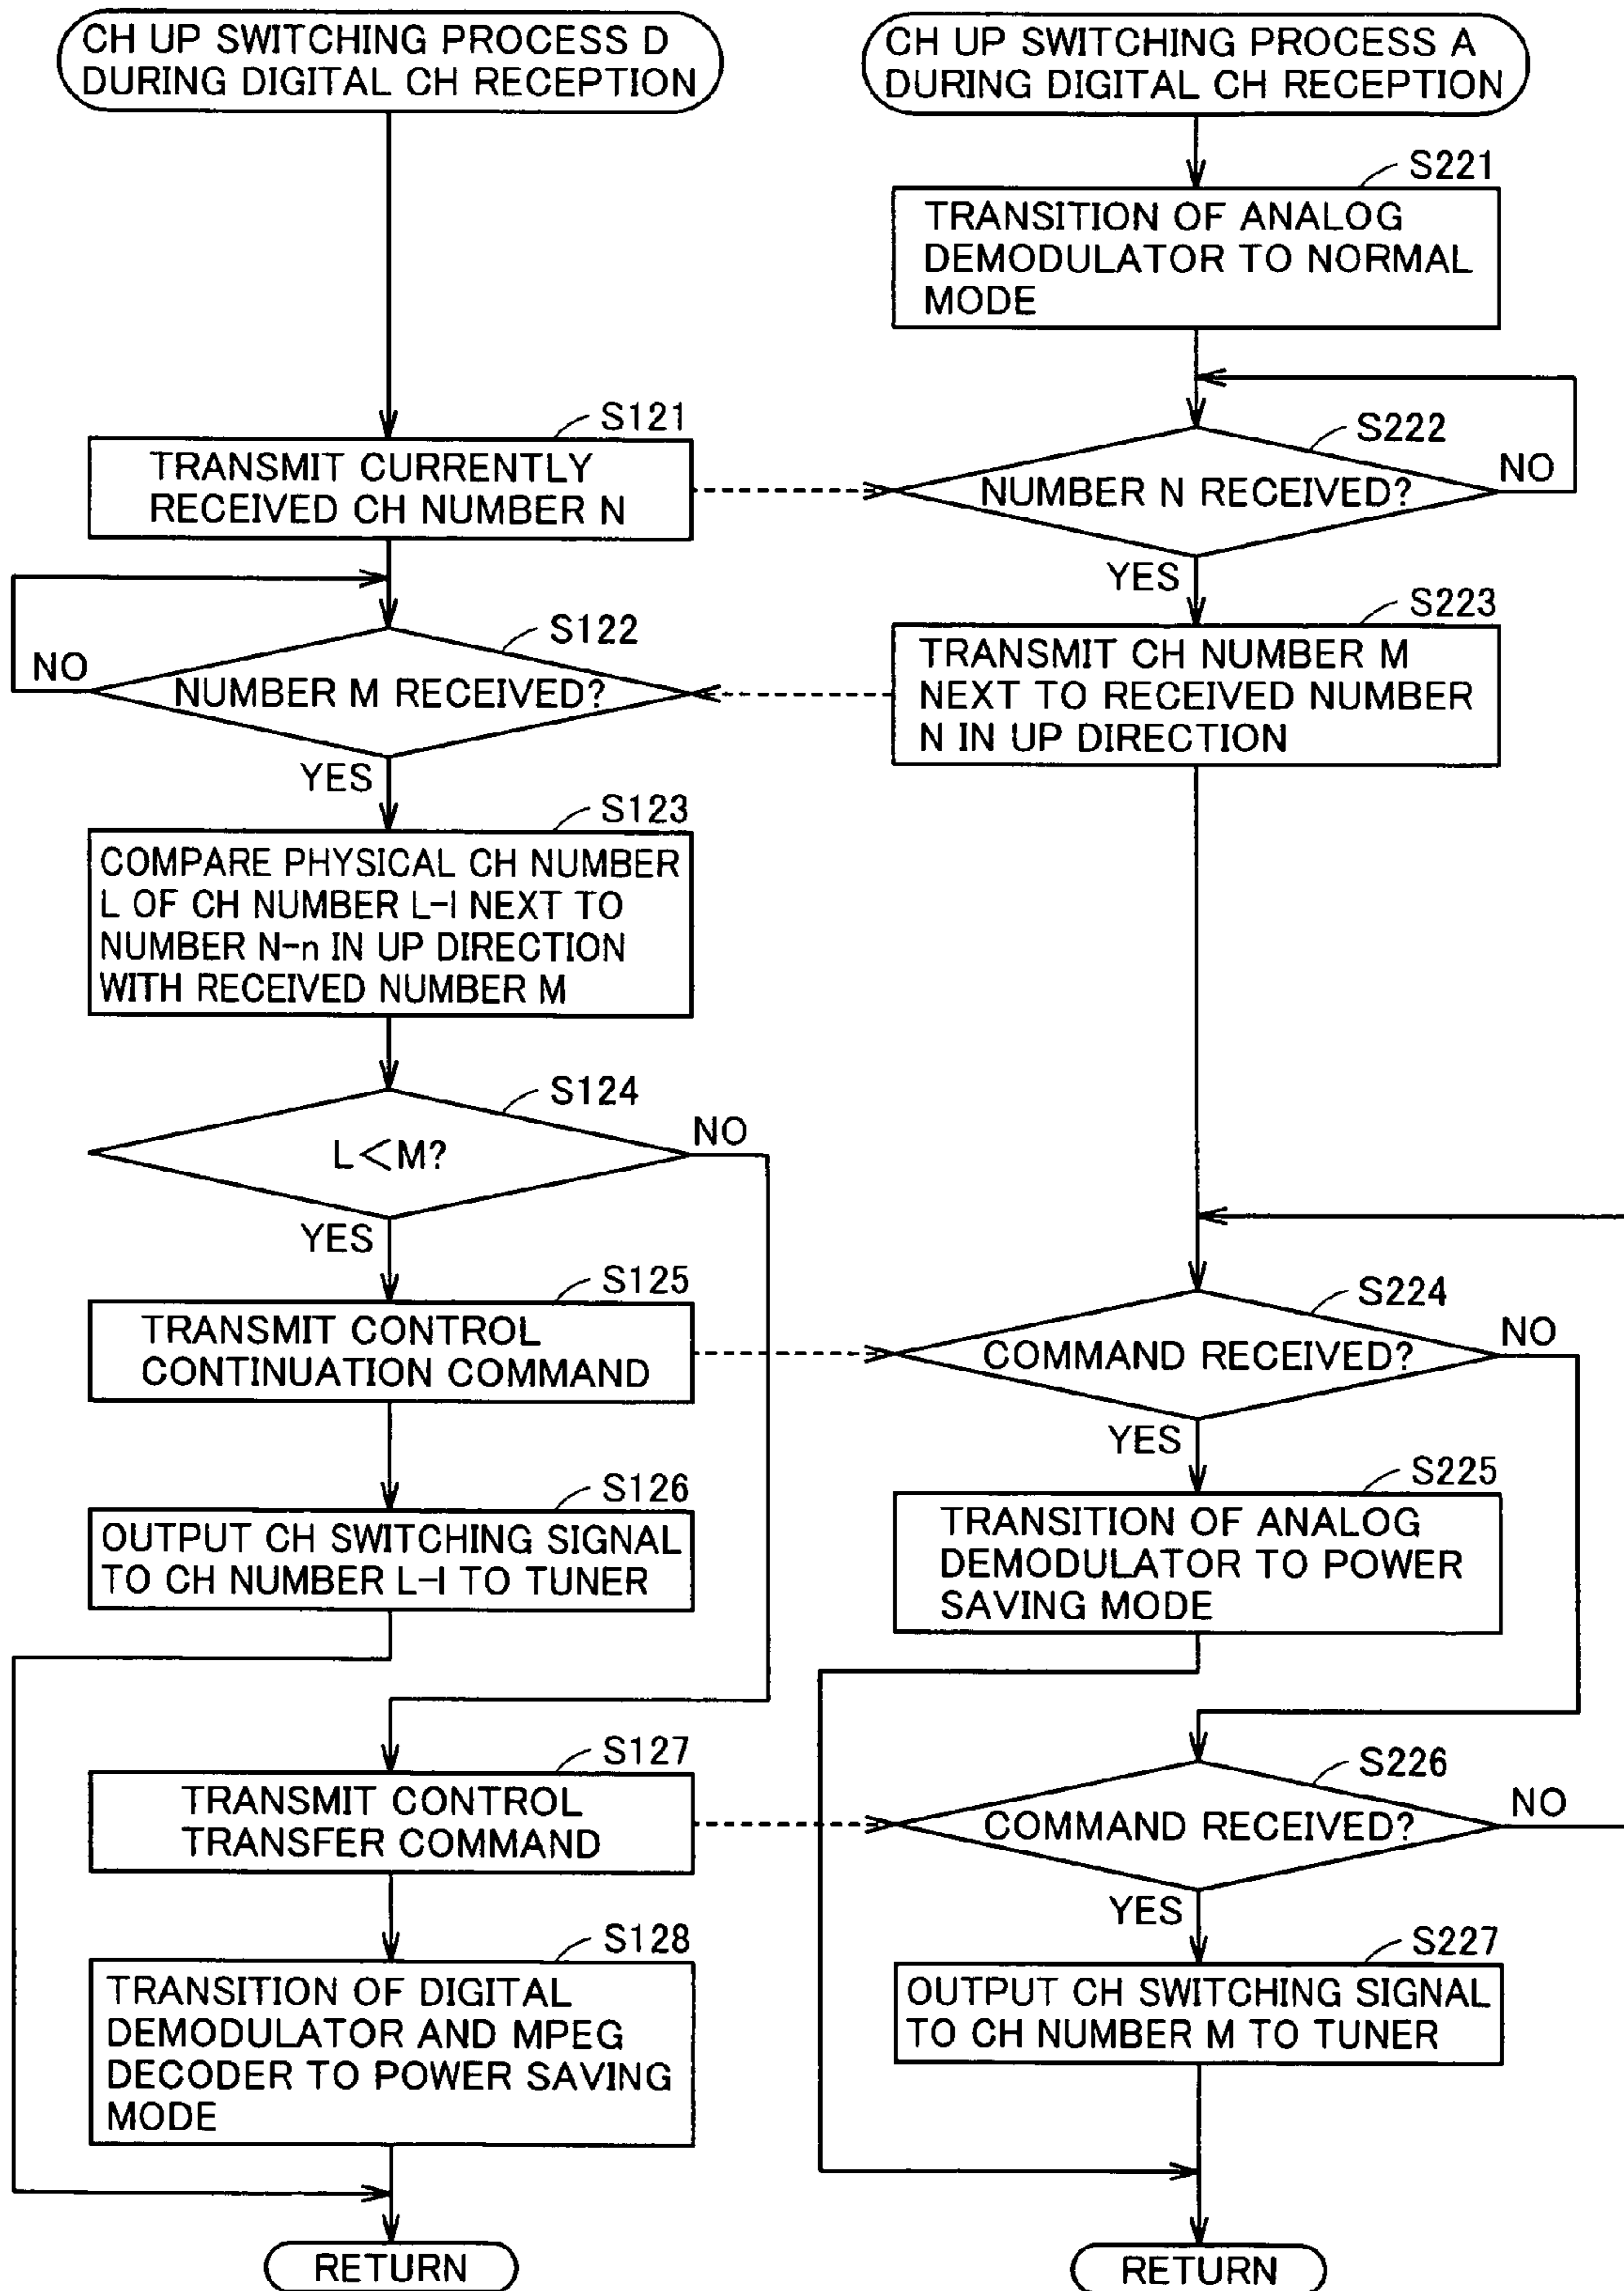 CH UP SWITCHING PROCESS D
DURING DIGITAL CH RECEPTION
S121
TRANSMIT CURRENTLY
RECEIVED CH NUMBER N
S122
NO
NUMBER M RECEIVED?
YES
S123
COMPARE PHYSICAL CH NUMBER
L OF CH NUMBER L-l NEXT TO
NUMBER N-n IN UP DIRECTION
WITH RECEIVED NUMBER M
S124
NO
L<M?
YES
S125
TRANSMIT CONTROL
CONTINUATION COMMAND
S126
OUTPUT CH SWITCHING SIGNAL
TO CH NUMBER L-l TO TUNER
S127
TRANSMIT CONTROL
TRANSFER COMMAND
S128
TRANSITION OF DIGITAL
DEMODULATOR AND MPEG
DECODER TO POWER SAVING
MODE
RETURN
CH UP SWITCHING PROCESS A
DURING DIGITAL CH RECEPTION
S221
TRANSITION OF ANALOG
DEMODULATOR TO NORMAL
MODE
S222
NO
NUMBER N RECEIVED?
YES
S223
TRANSMIT CH NUMBER M
NEXT TO RECEIVED NUMBER
N IN UP DIRECTION
S224
NO
COMMAND RECEIVED?
YES
S225
TRANSITION OF ANALOG
DEMODULATOR TO POWER
SAVING MODE
S226
NO
COMMAND RECEIVED?
YES
S227
OUTPUT CH SWITCHING SIGNAL
TO CH NUMBER M TO TUNER
RETURN